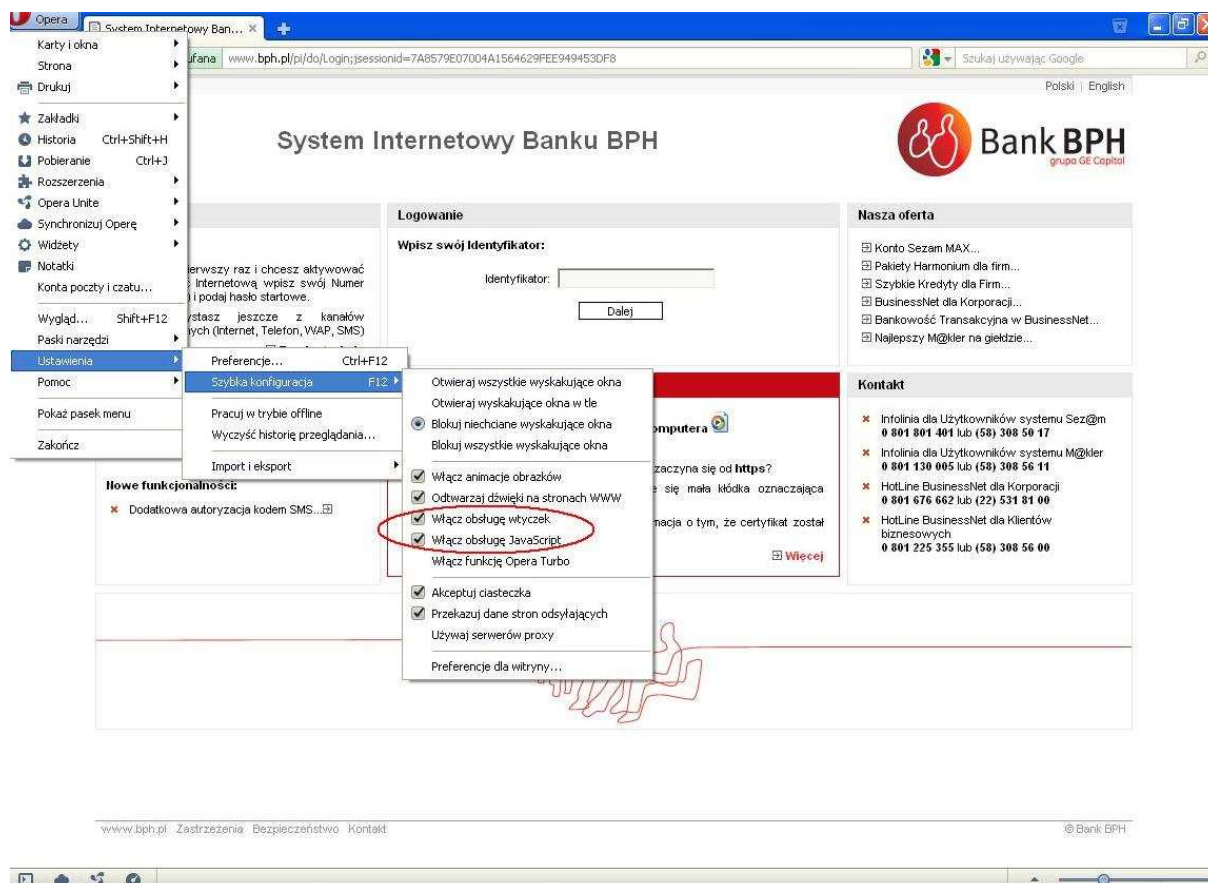 Opera
System Internetowy Ban...
Karty i okna
Strona
Drukuj
Zakładki
Historia Ctrl+Shift+H
Pobieranie Ctrl+J
Rozszerzenia
Opera Unite
Synchronizuj Operę
Widżety
Notatki
Konta poczty i czatu...
Wygląd... Shift+F12
Paski narzędzi
Ustawienia
Pomoc
Pokaż pasek menu
Zakończ
ufana www.bph.pl/pi/do/Login;jsessionid=7A8579E07004A1564629FEE949453DF8
Szukaj używając Google
Polski | English
System Internetowy Banku BPH
Bank BPH
grupa GE Capital
erwszy raz i chcesz aktywować
Internetową wpisz swój Numer
i podaj hasło startowe.
stasz jeszcze z kanałów
ych (Internet, Telefon, WAP, SMS)
Logowanie
Wpisz swój Identyfikator:
Identyfikator:
Dalej
Nasza oferta
Konto Sezam MAX...
Pakiety Harmonium dla firm...
Szybkie Kredyty dla Firm...
BusinessNet dla Korporacji...
Bankowość Transakcyjna w BusinessNet...
Najlepszy M@kler na giełdzie...
Preferencje... Ctrl+F12
Szybka konfiguracja F12
Pracuj w trybie offline
Wyczyść historię przeglądania...
Import i eksport
Otwieraj wszystkie wyskakujące okna
Otwieraj wyskakujące okna w tle
Blokuj niechciane wyskakujące okna
Blokuj wszystkie wyskakujące okna
Włącz animacje obrazków
Odtwarzaj dźwięki na stronach WWW
Włącz obsługę wtyczek
Włącz obsługę JavaScript
Włącz funkcję Opera Turbo
Akceptuj ciasteczka
Przekazuj dane stron odsyłających
Używaj serwerów proxy
Preferencje dla witryny...
Nowe funkcjonalności:
Dodatkowa autoryzacja kodem SMS...
omputera
zaczyna się od https?
się mała kłódka oznaczająca
macja o tym, że certyfikat został
Więcej
Kontakt
Infolinia dla Użytkowników systemu Sez@m
0 801 801 401 lub (58) 308 50 17
Infolinia dla Użytkowników systemu M@kler
0 801 130 005 lub (58) 308 56 11
HotLine BusinessNet dla Korporacji
0 801 676 662 lub (22) 531 81 00
HotLine BusinessNet dla Klientów
biznesowych
0 801 225 355 lub (58) 308 56 00
www.bph.pl Zastrzeżenia Bezpieczeństwo Kontakt
© Bank BPH